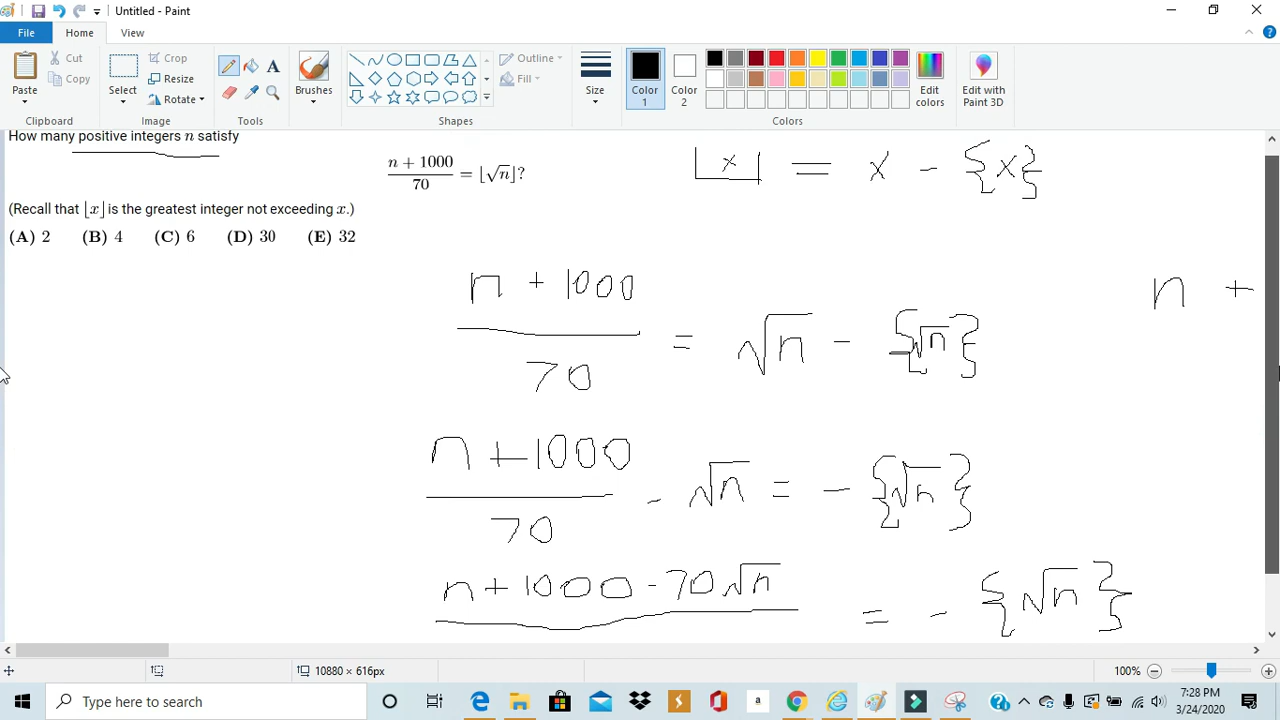 Untitled - Paint
File Home View
Paste
Cut
Copy
Clipboard
Select
Crop
Resize
Rotate
Image
A
Tools
Brushes
Shapes
Outline
Fill
Size
Color 1
Color 2
Colors
Edit colors
Edit with Paint 3D
How many positive integers n satisfy
(n + 1000)/70 = ⌊√n⌋?
(Recall that ⌊x⌋ is the greatest integer not exceeding x.)
(A) 2 (B) 4 (C) 6 (D) 30 (E) 32
⌊x⌋ = x - {x}
(n + 1000)/70 = √n - {√n}
n +
(n + 1000)/70 - √n = - {√n}
n + 1000 - 70√n = - {√n}
10880 × 616px
100%
Type here to search
a
7:28 PM
3/24/2020